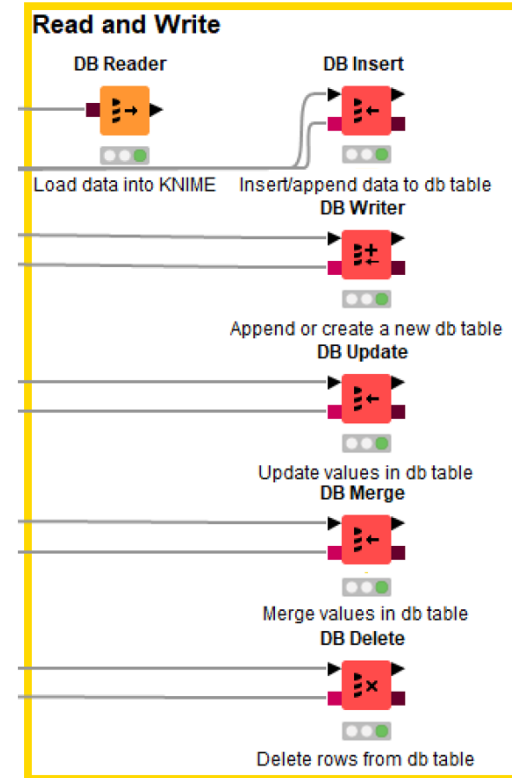 Read and Write
DB Reader
DB Insert
Load data into KNIME
Insert/append data to db table
DB Writer
Append or create a new db table
DB Update
Update values in db table
DB Merge
Merge values in db table
DB Delete
Delete rows from db table